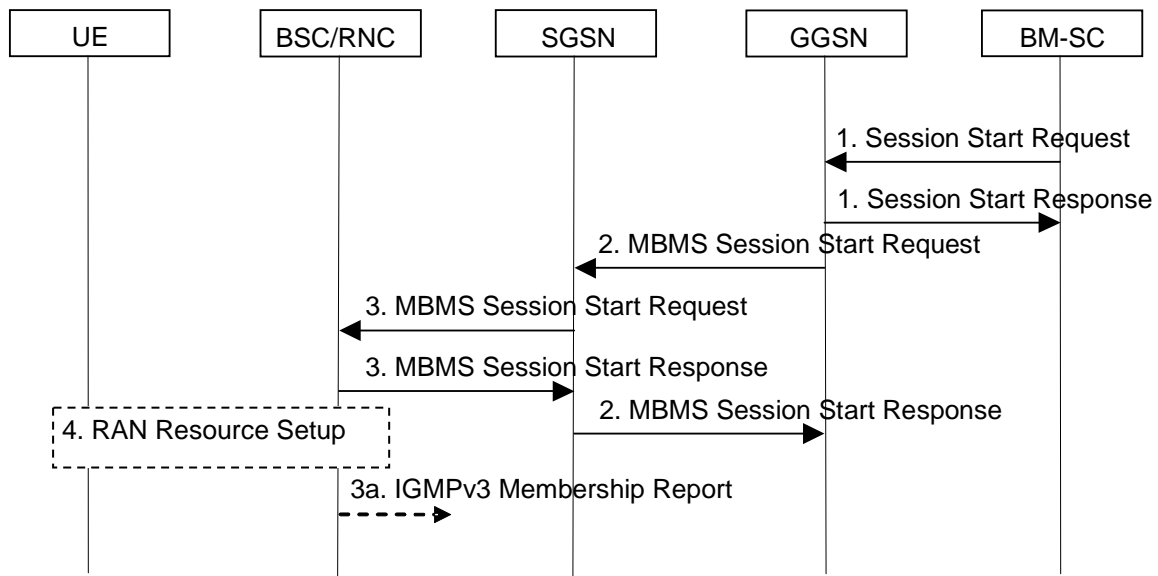 UE
BSC/RNC
SGSN
GGSN
BM-SC
1. Session Start Request
1. Session Start Response
2. MBMS Session Start Request
3. MBMS Session Start Request
3. MBMS Session Start Response
2. MBMS Session Start Response
4. RAN Resource Setup
3a. IGMPv3 Membership Report